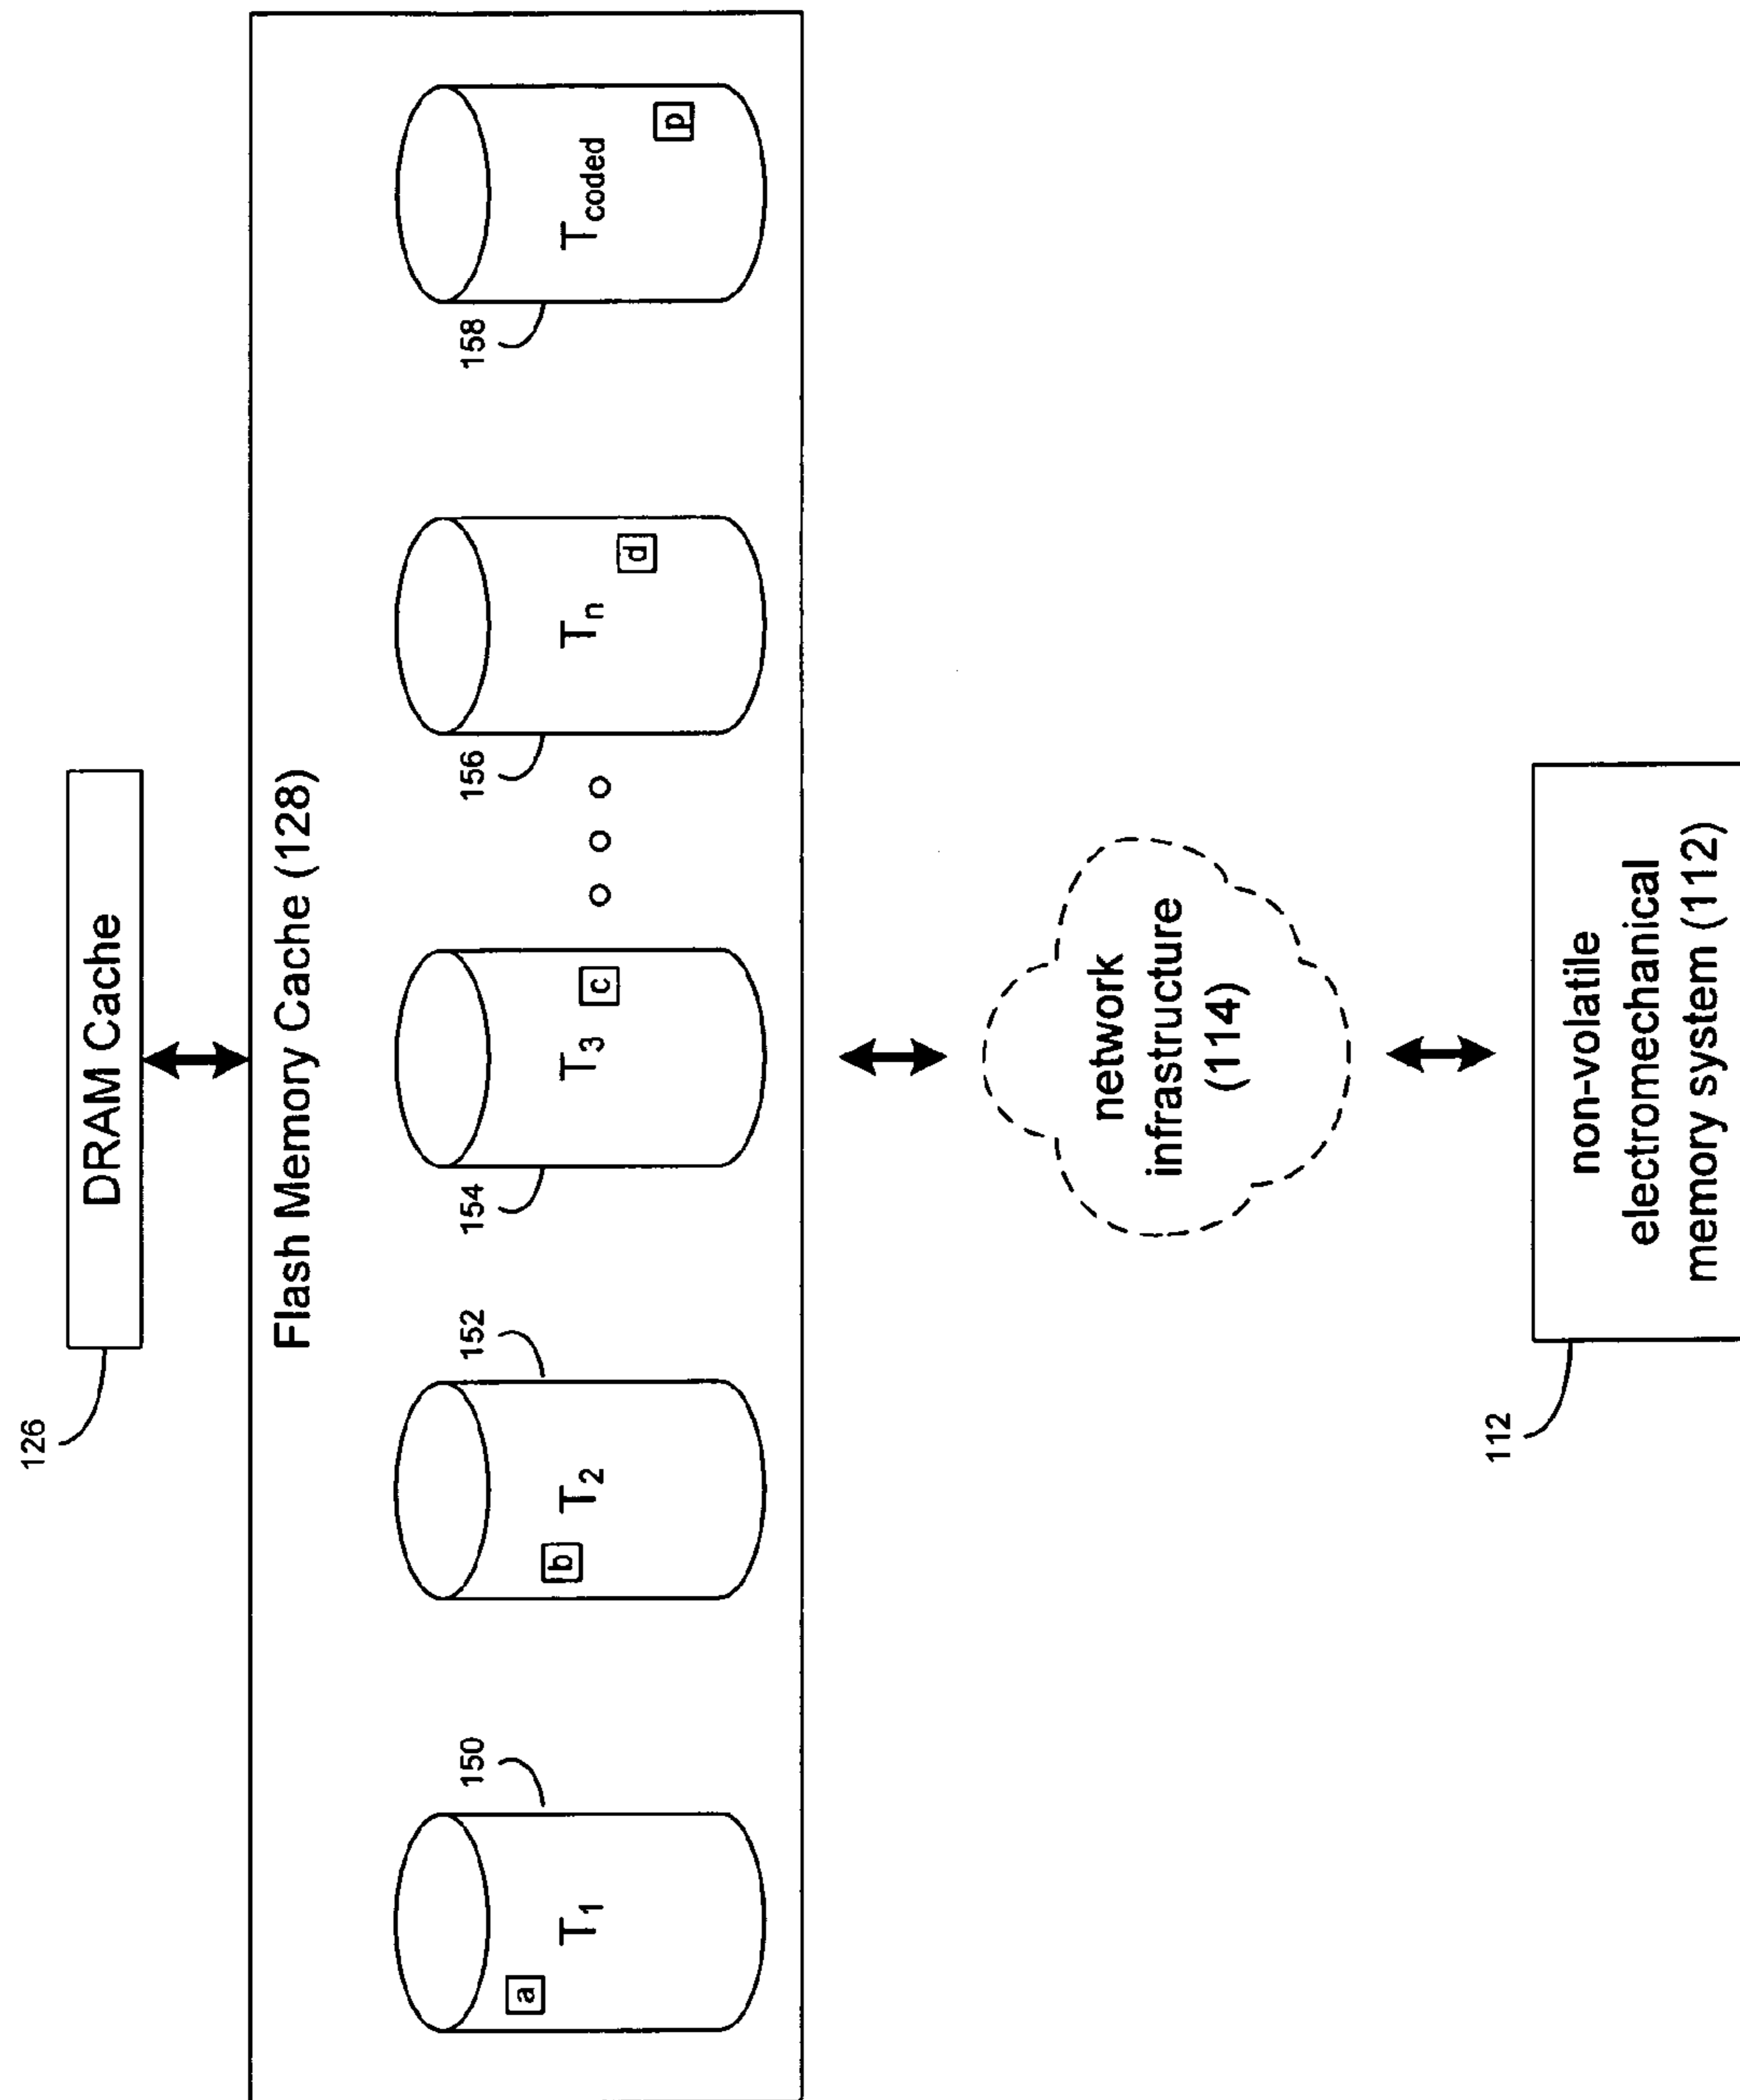 126
DRAM Cache
Flash Memory Cache (128)
150
152
154
156
158
T1
a
T2
b
T3
c
Tn
d
Tcoded
p
network
infrastructure
(114)
112
non-volatile
electromechanical
memory system (112)